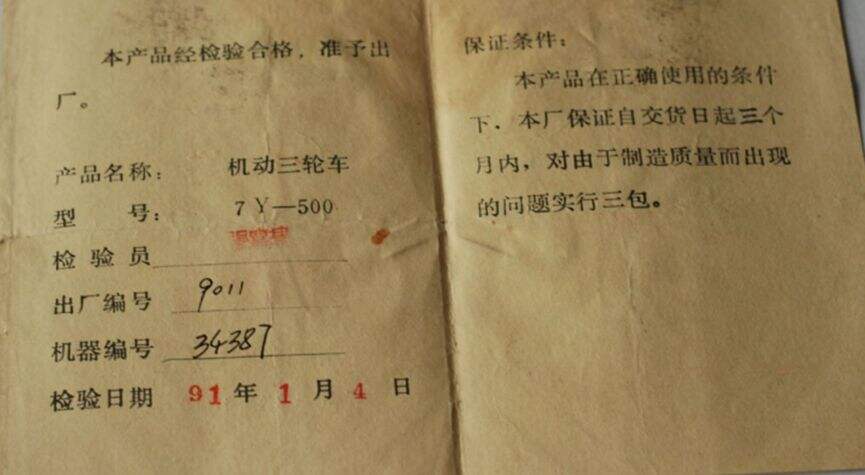 本产品经检验合格，准予出
厂。
产品名称： 机动三轮车
型 号： 7Y—500
检验员
出厂编号 9011
机器编号 34387
检验日期 91年1月4日
保证条件：
本产品在正确使用的条件
下．本厂保证自交货日起三个
月内，对由于制造质量而出现
的问题实行三包。